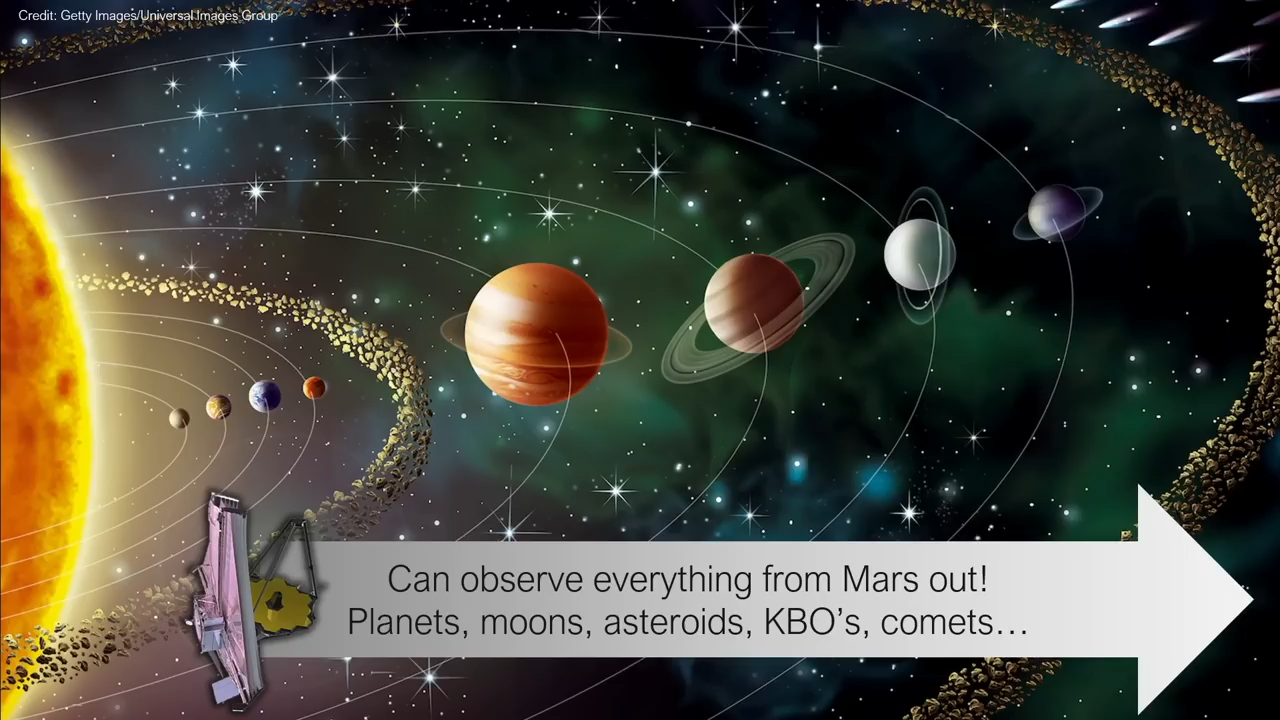 Credit: Getty Images/Universal Images Group
Can observe everything from Mars out!
Planets, moons, asteroids, KBO’s, comets…